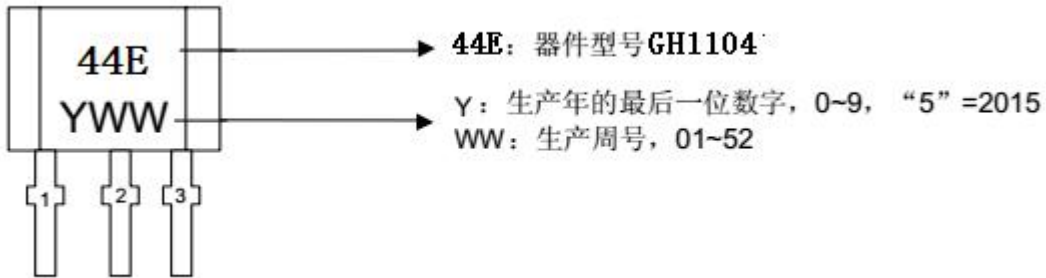 44E
44E：器件型号GH1104
YWW
Y：生产年的最后一位数字，0~9，“5”=2015
WW：生产周号，01~52
1 2 3